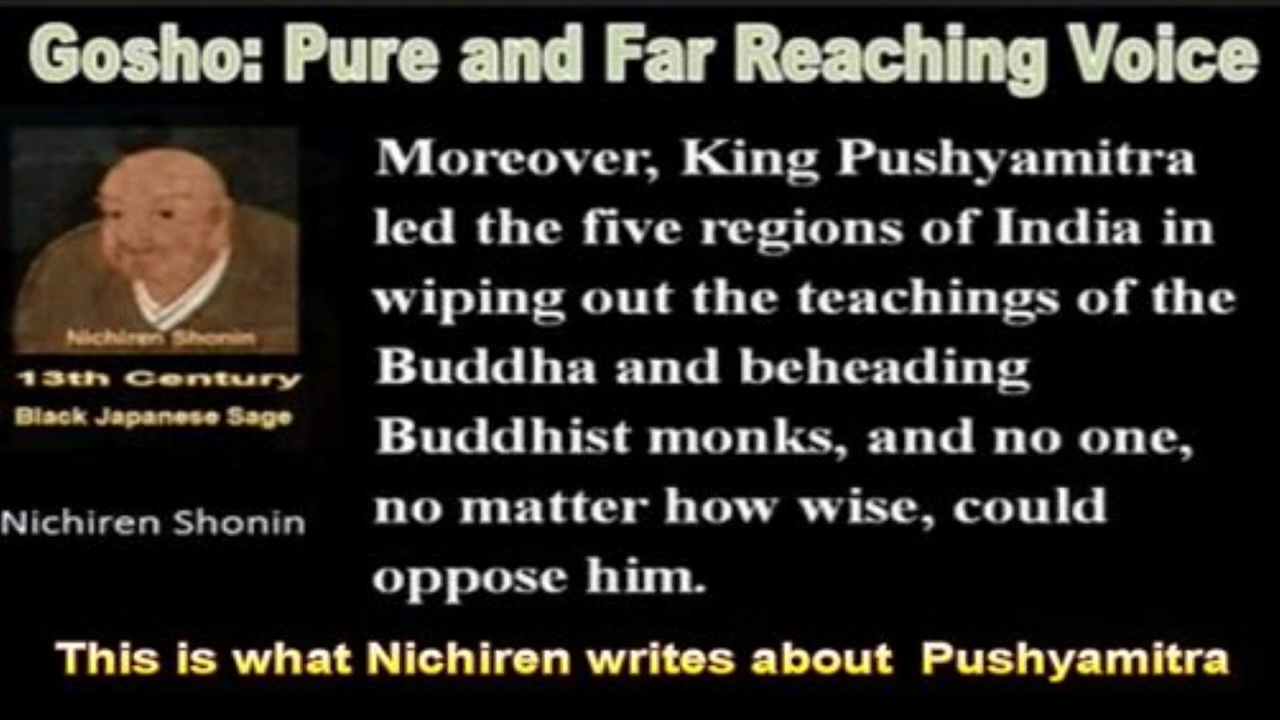 Gosho: Pure and Far Reaching Voice
Moreover, King Pushyamitra
led the five regions of India in
wiping out the teachings of the
Buddha and beheading
Buddhist monks, and no one,
no matter how wise, could
oppose him.
Nichiren Shonin
13th Century
Black Japanese Sage
Nichiren Shonin
This is what Nichiren writes about Pushyamitra